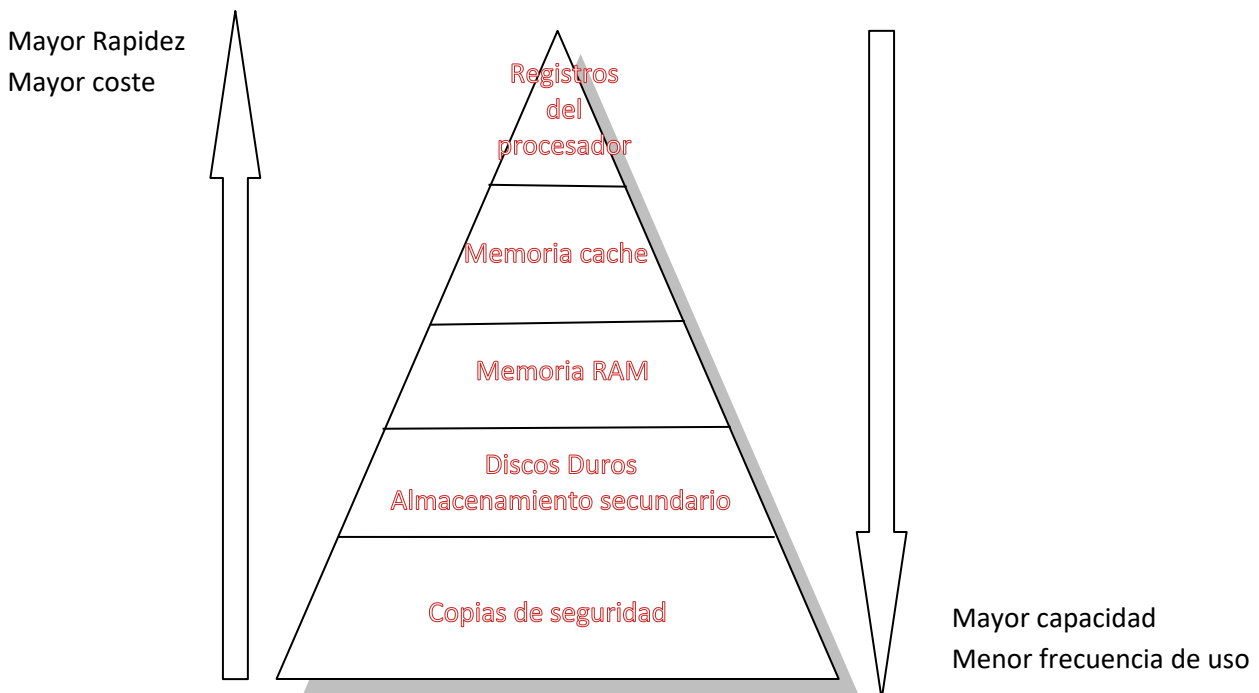 Mayor Rapidez
Mayor coste
Registros
del
procesador
Memoria cache
Memoria RAM
Discos Duros
Almacenamiento secundario
Copias de seguridad
Mayor capacidad
Menor frecuencia de uso